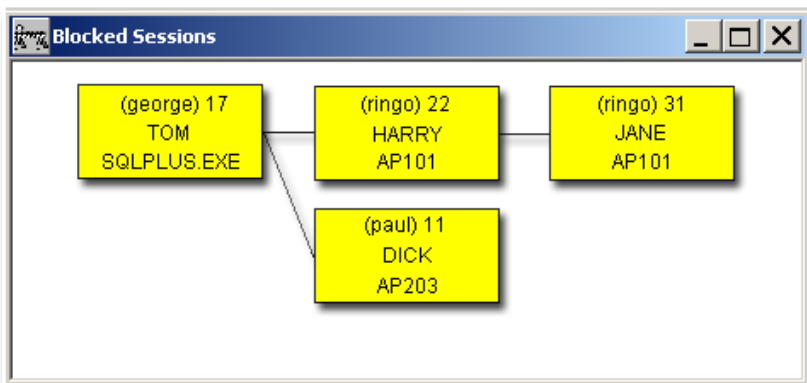 Blocked Sessions
(george) 17
TOM
SQLPLUS.EXE
(ringo) 22
HARRY
AP101
(ringo) 31
JANE
AP101
(paul) 11
DICK
AP203